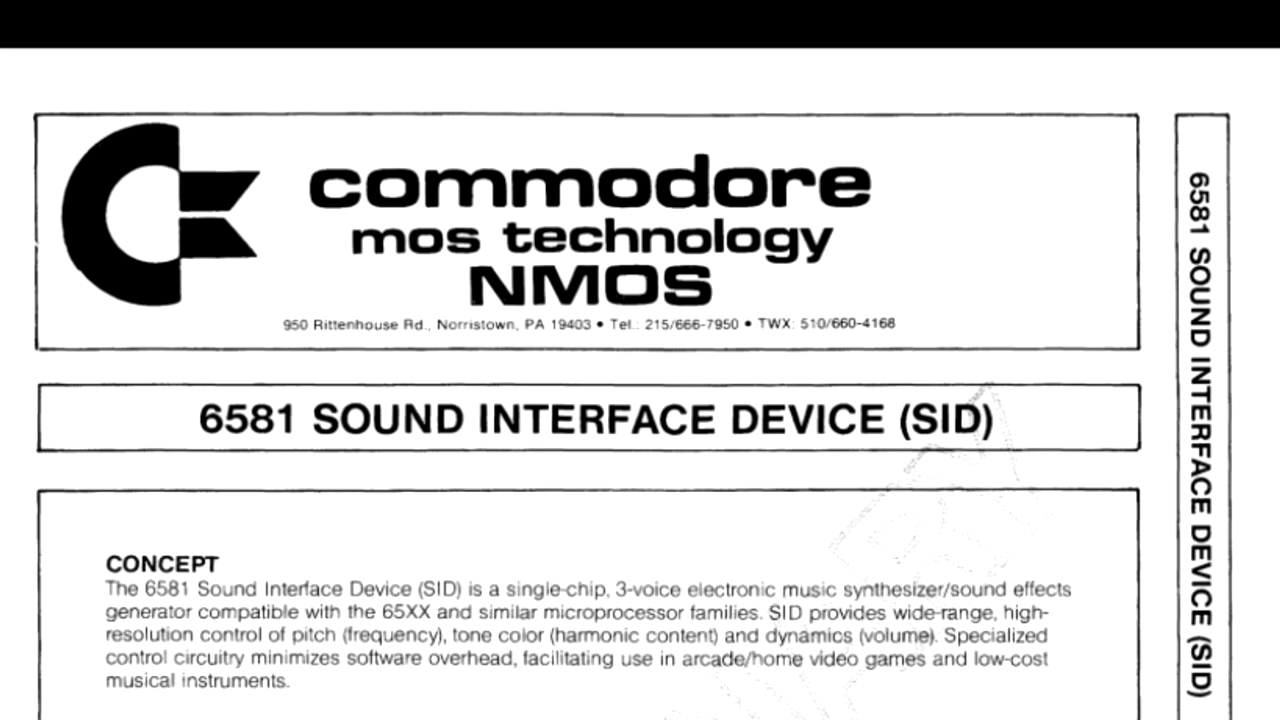 commodore
mos technology
NMOS
950 Rittenhouse Rd., Norristown, PA 19403 • Tel.: 215/666-7950 • TWX: 510/660-4168
6581 SOUND INTERFACE DEVICE (SID)
CONCEPT
The 6581 Sound Interface Device (SID) is a single-chip, 3-voice electronic music synthesizer/sound effects
generator compatible with the 65XX and similar microprocessor families. SID provides wide-range, high-
resolution control of pitch (frequency), tone color (harmonic content) and dynamics (volume). Specialized
control circuitry minimizes software overhead, facilitating use in arcade/home video games and low-cost
musical instruments.
6581 SOUND INTERFACE DEVICE (SID)